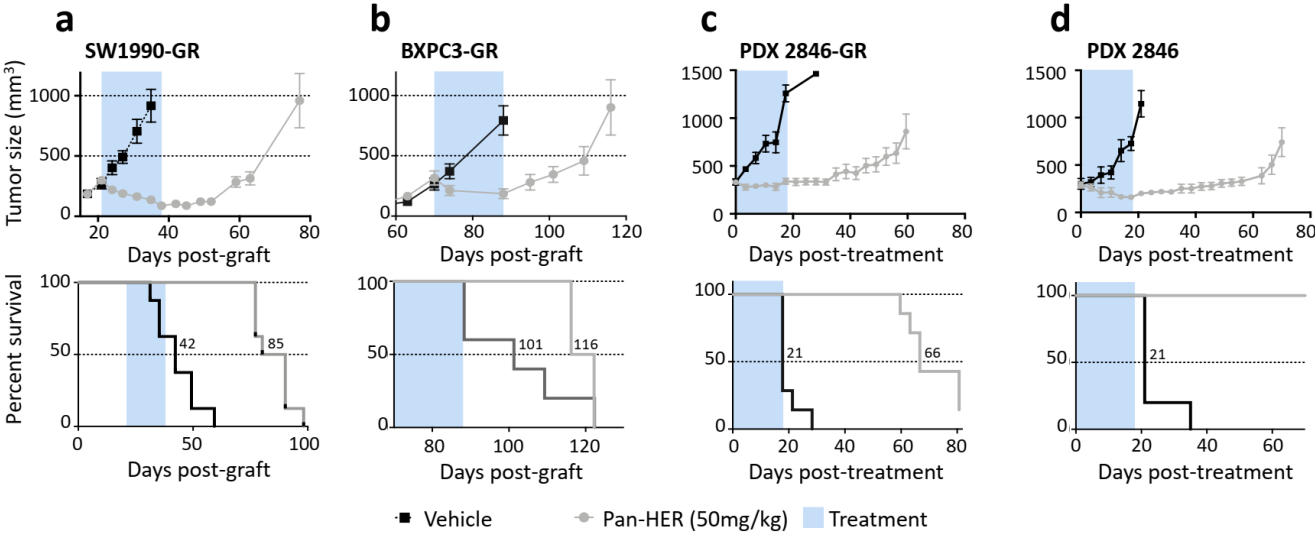 a b c d
SW1990-GR BXPC3-GR PDX 2846-GR PDX 2846
Tumor size (mm³)
1000 1000 1500 1500
500 500 1000 1000
0 0 500 500
0 0
20 40 60 80 60 80 100 120 0 20 40 60 80 0 20 40 60 80
Days post-graft Days post-graft Days post-treatment Days post-treatment
Percent survival
100 100 100 100
50 50 50 50
0 0 0 0
42 85 101 116 21 66 21
0 50 100 80 100 120 0 20 40 60 80 0 20 40 60
Days post-graft Days post-graft Days post-treatment Days post-treatment
Vehicle Pan-HER (50mg/kg) Treatment